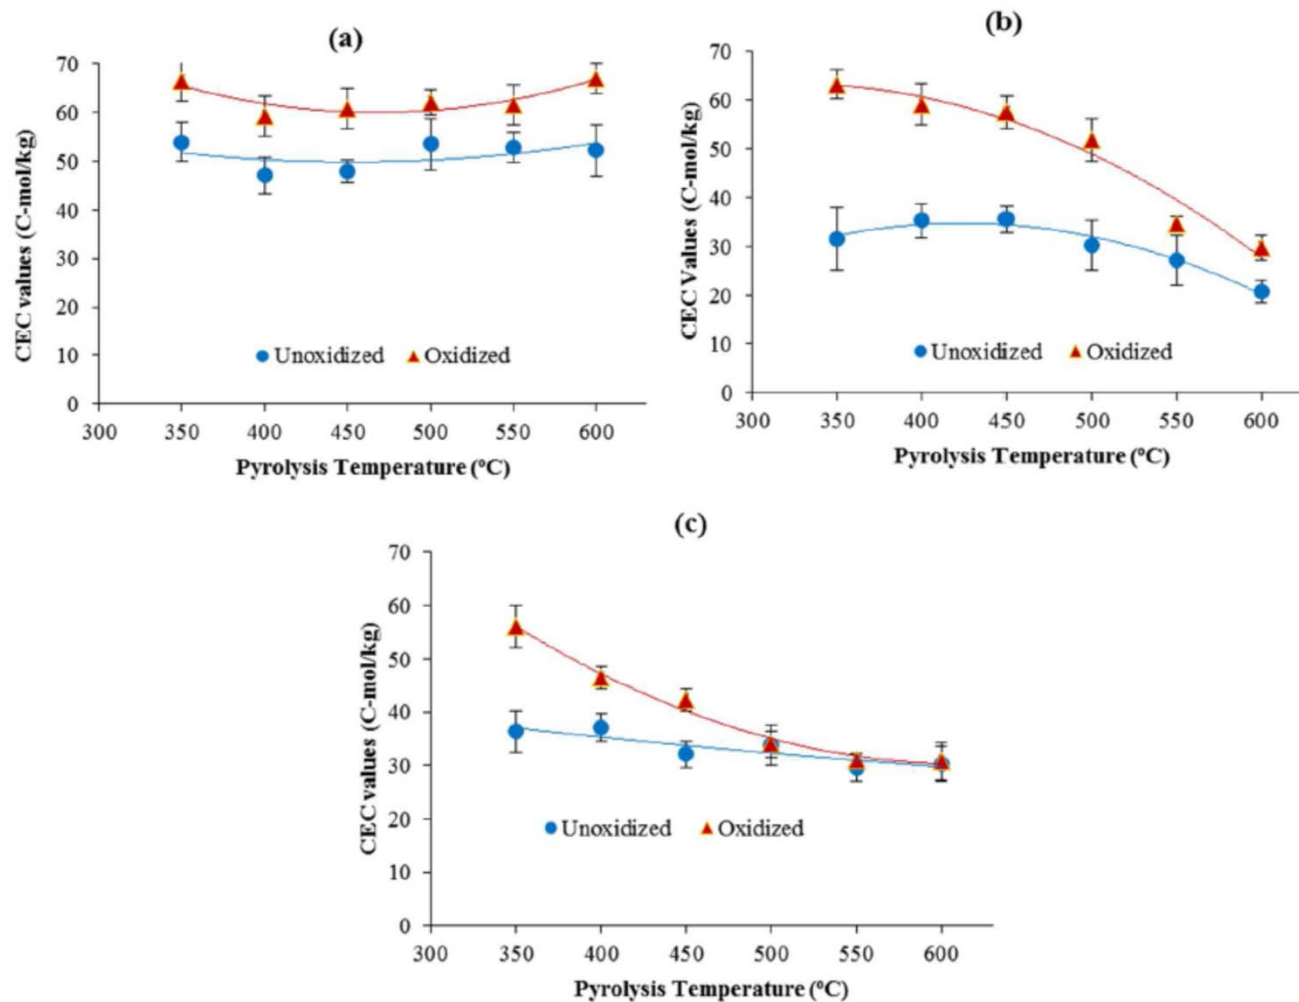 (a)
CEC values (C-mol/kg)
70
60
50
40
30
20
10
0
Unoxidized
Oxidized
300 350 400 450 500 550 600
Pyrolysis Temperature (ºC)
(b)
CEC Values (C-mol/kg)
70
60
50
40
30
20
10
0
Unoxidized
Oxidized
300 350 400 450 500 550 600
Pyrolysis Temperature (ºC)
(c)
CEC values (C-mol/kg)
70
60
50
40
30
20
10
0
Unoxidized
Oxidized
300 350 400 450 500 550 600
Pyrolysis Temperature (ºC)